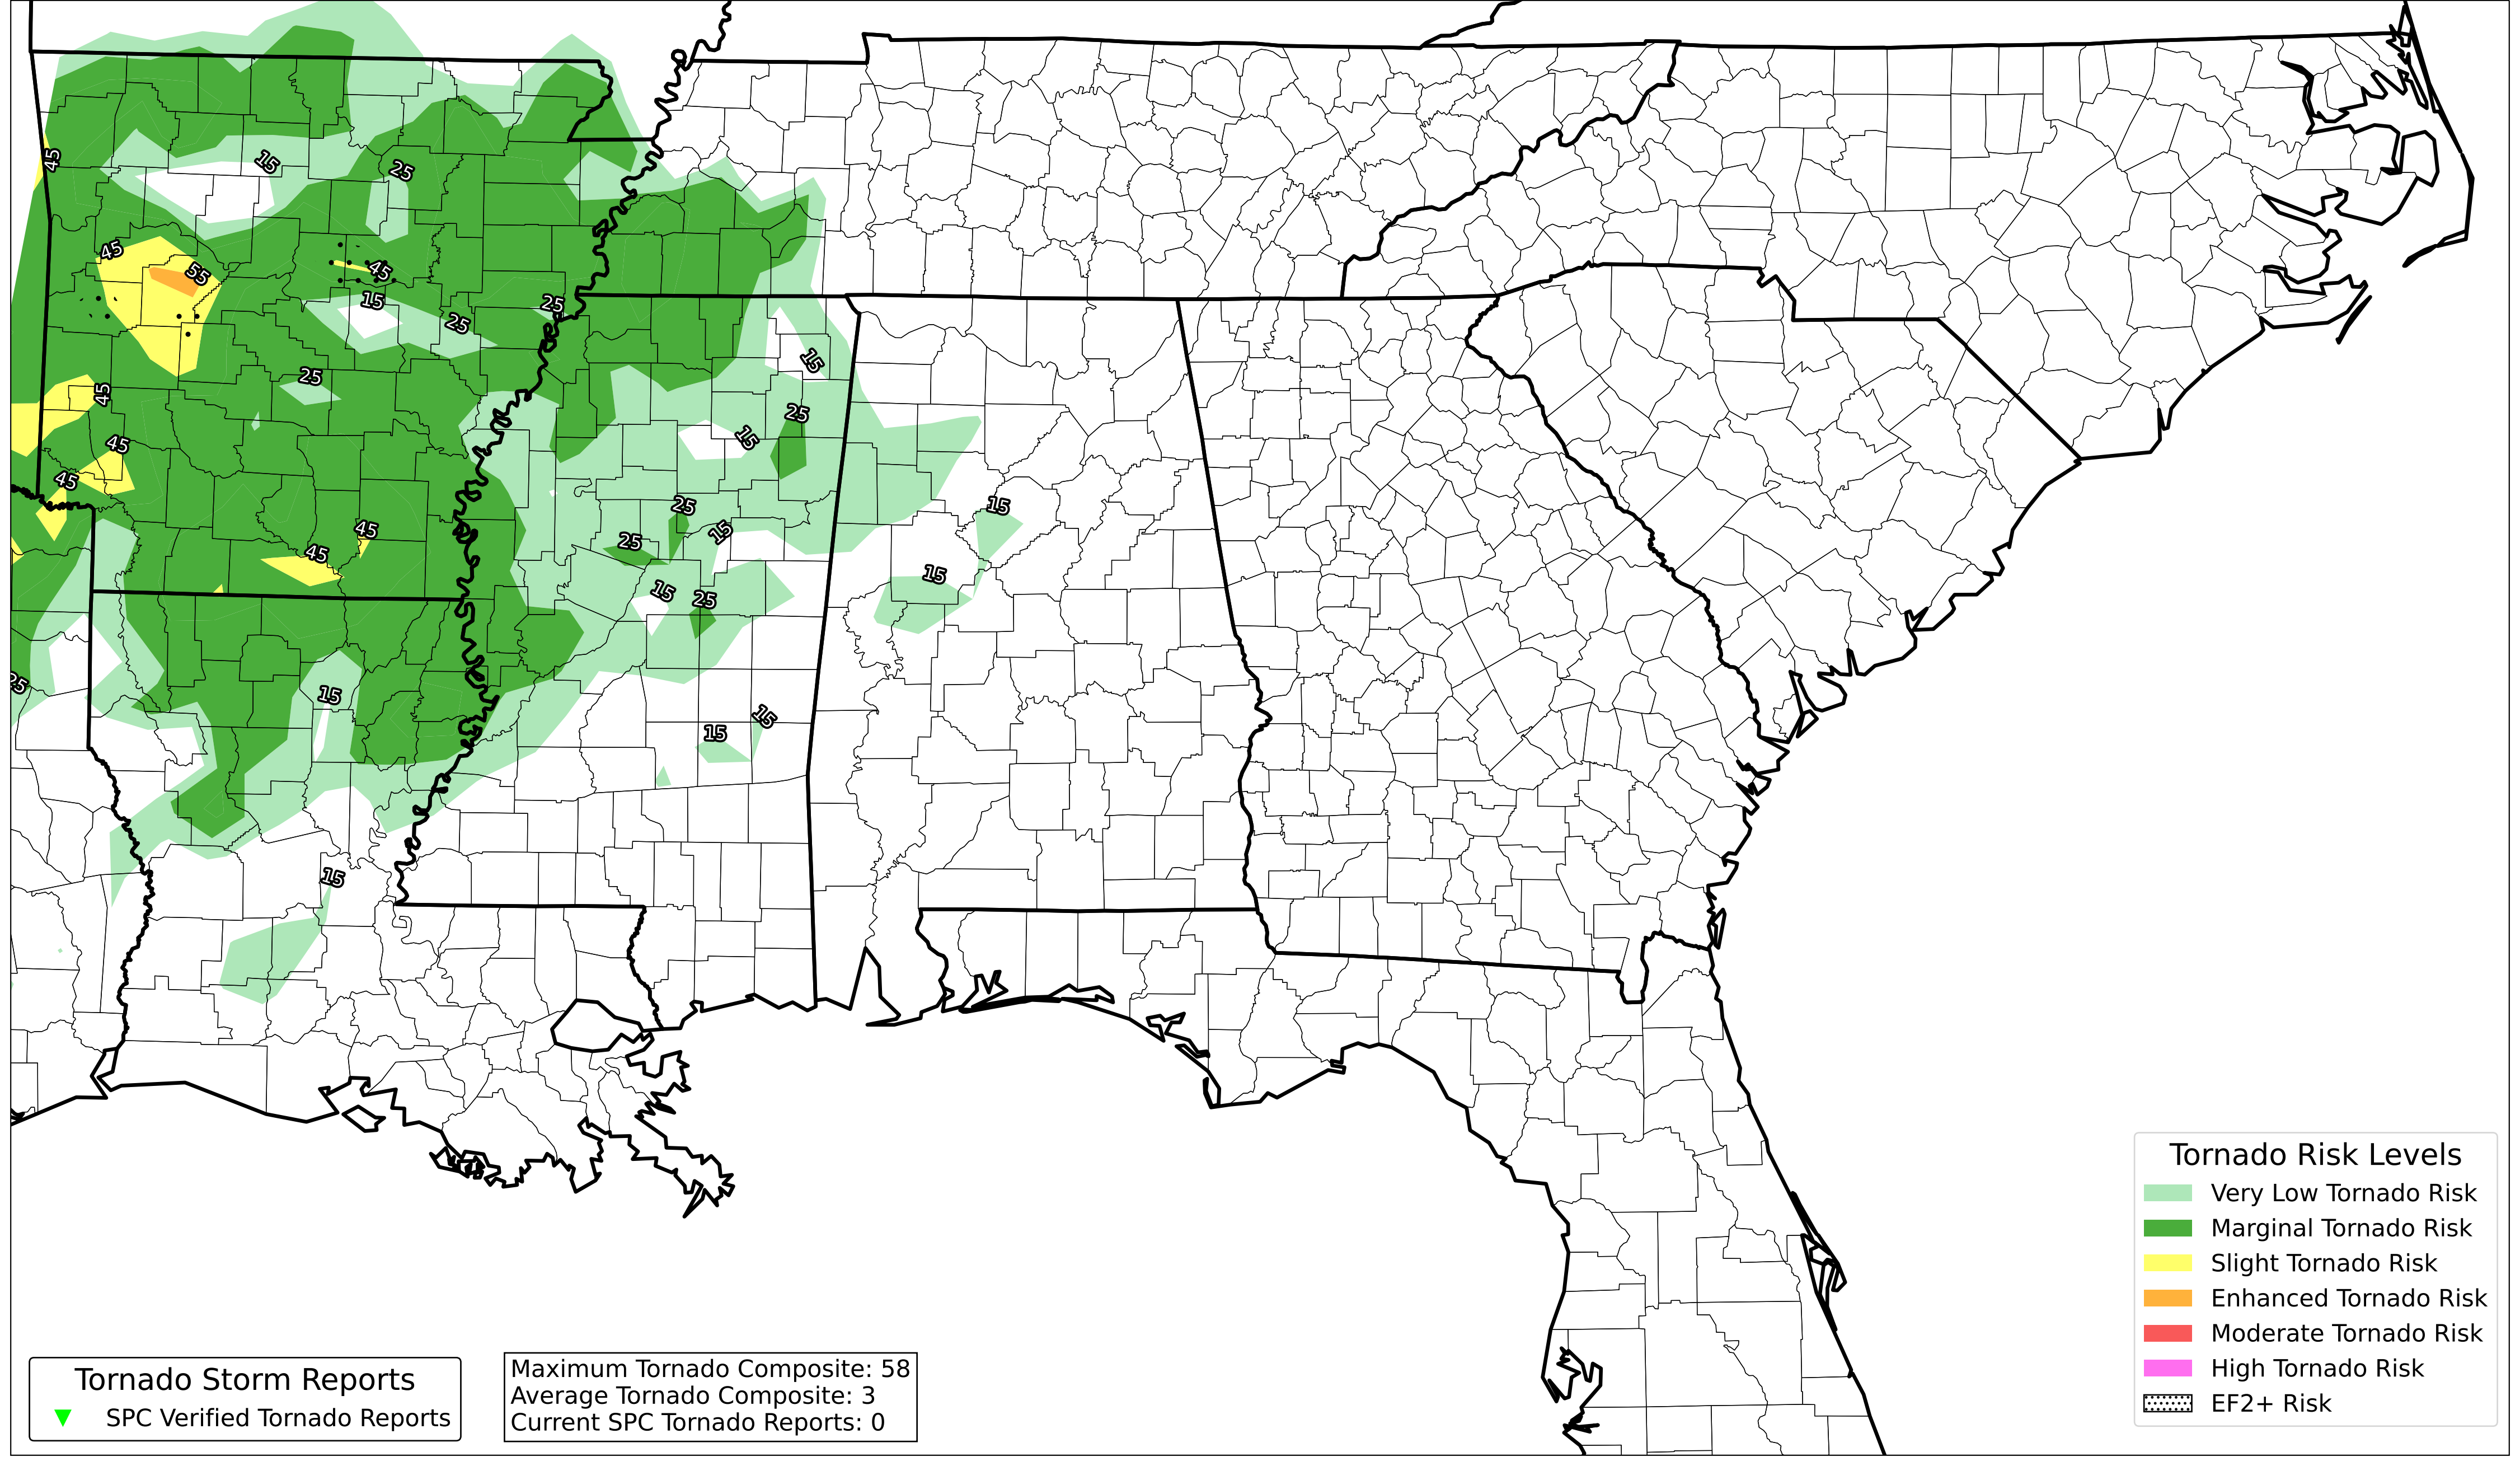 45
15
25
45
55
45
15
25
25
15
25
45
25
15
45
45
25
15
45
25
15
45
15
15
25
25
15
15
15
15
Tornado Risk Levels
Very Low Tornado Risk
Marginal Tornado Risk
Slight Tornado Risk
Enhanced Tornado Risk
Moderate Tornado Risk
High Tornado Risk
EF2+ Risk
Tornado Storm Reports
SPC Verified Tornado Reports
Maximum Tornado Composite: 58
Average Tornado Composite: 3
Current SPC Tornado Reports: 0